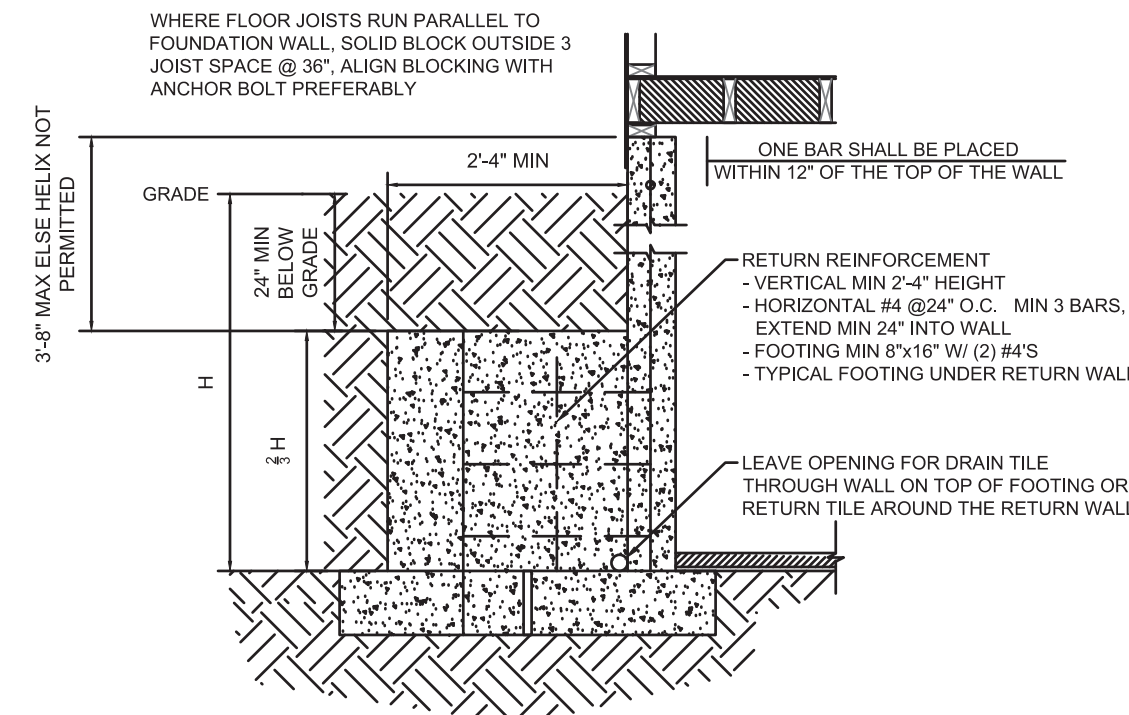 WHERE FLOOR JOISTS RUN PARALLEL TO
FOUNDATION WALL, SOLID BLOCK OUTSIDE 3
JOIST SPACE @ 36", ALIGN BLOCKING WITH
ANCHOR BOLT PREFERABLY
3'-8" MAX ELSE HELIX NOT
PERMITTED
2'-4" MIN
ONE BAR SHALL BE PLACED
WITHIN 12" OF THE TOP OF THE WALL
GRADE
24" MIN
BELOW
GRADE
RETURN REINFORCEMENT
- VERTICAL MIN 2'-4" HEIGHT
- HORIZONTAL #4 @24" O.C. MIN 3 BARS,
EXTEND MIN 24" INTO WALL
- FOOTING MIN 8"x16" W/ (2) #4'S
- TYPICAL FOOTING UNDER RETURN WALL
H
2/3 H
LEAVE OPENING FOR DRAIN TILE
THROUGH WALL ON TOP OF FOOTING OR
RETURN TILE AROUND THE RETURN WALL